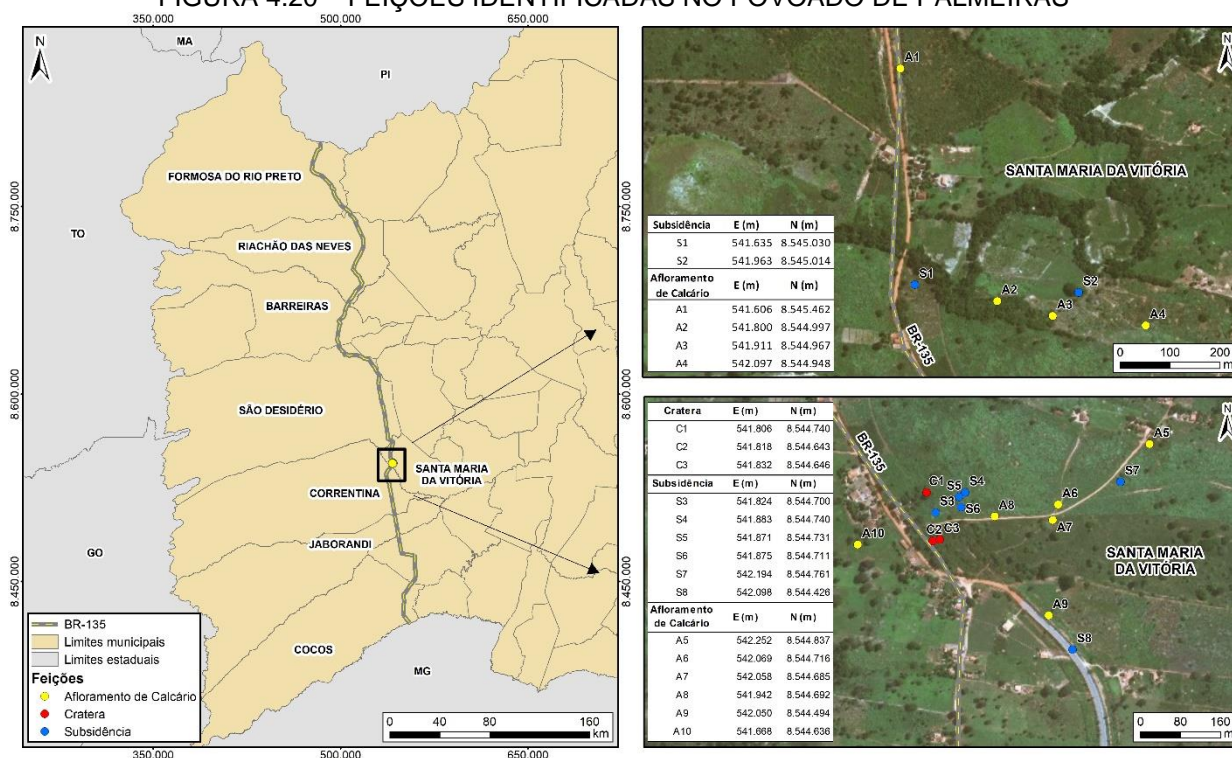 FIGURA 4.20 – FEIÇÕES IDENTIFICADAS NO POVOADO DE PALMEIRAS
350.000 500.000 650.000
N
MA
PI
TO
GO
MG
8.750.000
8.600.000
8.450.000
FORMOSA DO RIO PRETO
RIACHÃO DAS NEVES
BARREIRAS
SÃO DESIDÉRIO
SANTA MARIA
DA VITÓRIA
CORRENTINA
JABORANDI
COCOS
BR-135
Limites municipais
Limites estaduais
Feições
Afloramento de Calcário
Cratera
Subsidência
0 40 80 160
km
350.000 500.000 650.000
8.750.000
8.600.000
8.450.000
N
A1
SANTA MARIA DA VITÓRIA
S1
A2
S2
A3
A4
BR-135
Subsidência E (m) N (m)
S1 541.635 8.545.030
S2 541.963 8.545.014
Afloramento
de Calcário E (m) N (m)
A1 541.606 8.545.462
A2 541.800 8.544.997
A3 541.911 8.544.967
A4 542.097 8.544.948
0 100 200
m
Cratera E (m) N (m)
C1 541.806 8.544.740
C2 541.818 8.544.643
C3 541.832 8.544.646
Subsidência E (m) N (m)
S3 541.824 8.544.700
S4 541.883 8.544.740
S5 541.871 8.544.731
S6 541.875 8.544.711
S7 542.194 8.544.761
S8 542.098 8.544.426
Afloramento
de Calcário E (m) N (m)
A5 542.252 8.544.837
A6 542.069 8.544.716
A7 542.058 8.544.685
A8 541.942 8.544.692
A9 542.050 8.544.494
A10 541.668 8.544.636
N
BR-135
A5
S7
C1
S5
S4
S3
S6
A8
A6
A7
C2
C3
A10
SANTA MARIA
DA VITÓRIA
A9
S8
0 80 160
m